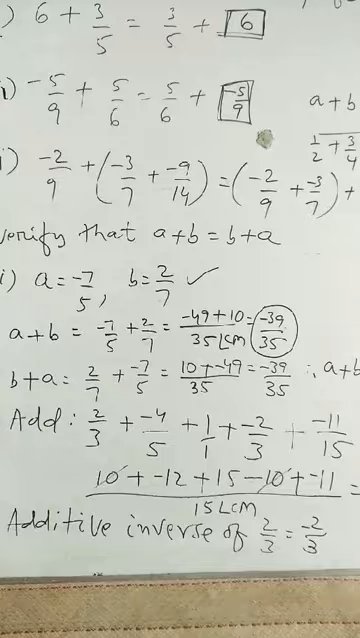 ) 6 + 3/5 = 3/5 + 6
i) -5/9 + 5/6 = 5/6 + -5/9
a+b
1/2 + 3/4
i) -2/9 + (-3/7 + -9/14) = (-2/9 + -3/7) +
verify that a+b = b+a
i) a = -7/5, b = 2/7 ✓
a+b = -7/5 + 2/7 = -49+10/35 LCM = -39/35
b+a = 2/7 + -7/5 = 10+-49/35 = -39/35 ∴ a+b
Add : 2/3 + -4/5 + 1/1 + -2/3 + -11/15
10 + -12 + 15 - 10 + -11 / 15 LCM =
Additive inverse of 2/3 = -2/3